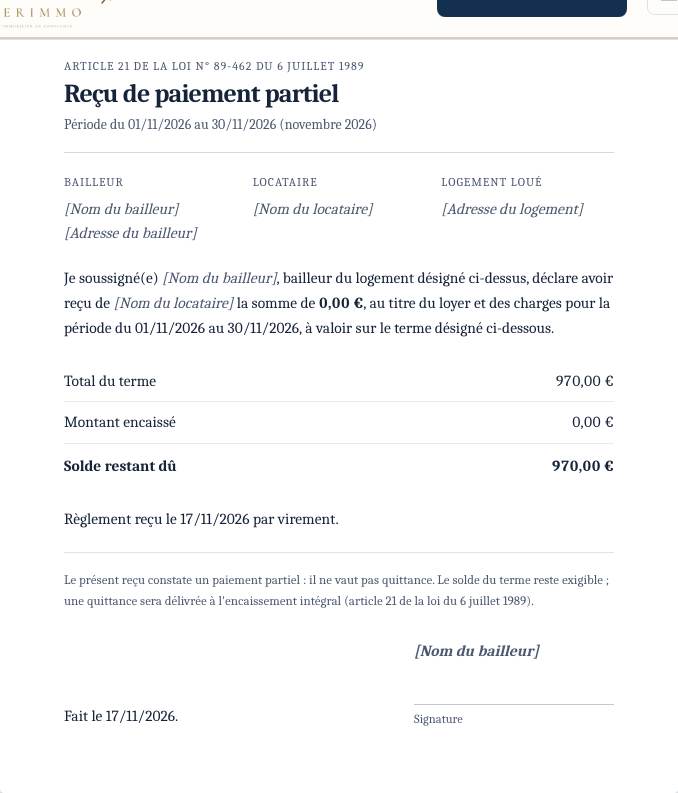 ERIMMO
ARTICLE 21 DE LA LOI N° 89-462 DU 6 JUILLET 1989
Reçu de paiement partiel
Période du 01/11/2026 au 30/11/2026 (novembre 2026)
BAILLEUR LOCATAIRE LOGEMENT LOUÉ
[Nom du bailleur] [Nom du locataire] [Adresse du logement]
[Adresse du bailleur]
Je soussigné(e) [Nom du bailleur], bailleur du logement désigné ci-dessus, déclare avoir
reçu de [Nom du locataire] la somme de 0,00 €, au titre du loyer et des charges pour la
période du 01/11/2026 au 30/11/2026, à valoir sur le terme désigné ci-dessous.
Total du terme 970,00 €
Montant encaissé 0,00 €
Solde restant dû 970,00 €
Règlement reçu le 17/11/2026 par virement.
Le présent reçu constate un paiement partiel : il ne vaut pas quittance. Le solde du terme reste exigible ;
une quittance sera délivrée à l'encaissement intégral (article 21 de la loi du 6 juillet 1989).
[Nom du bailleur]
Fait le 17/11/2026.
Signature